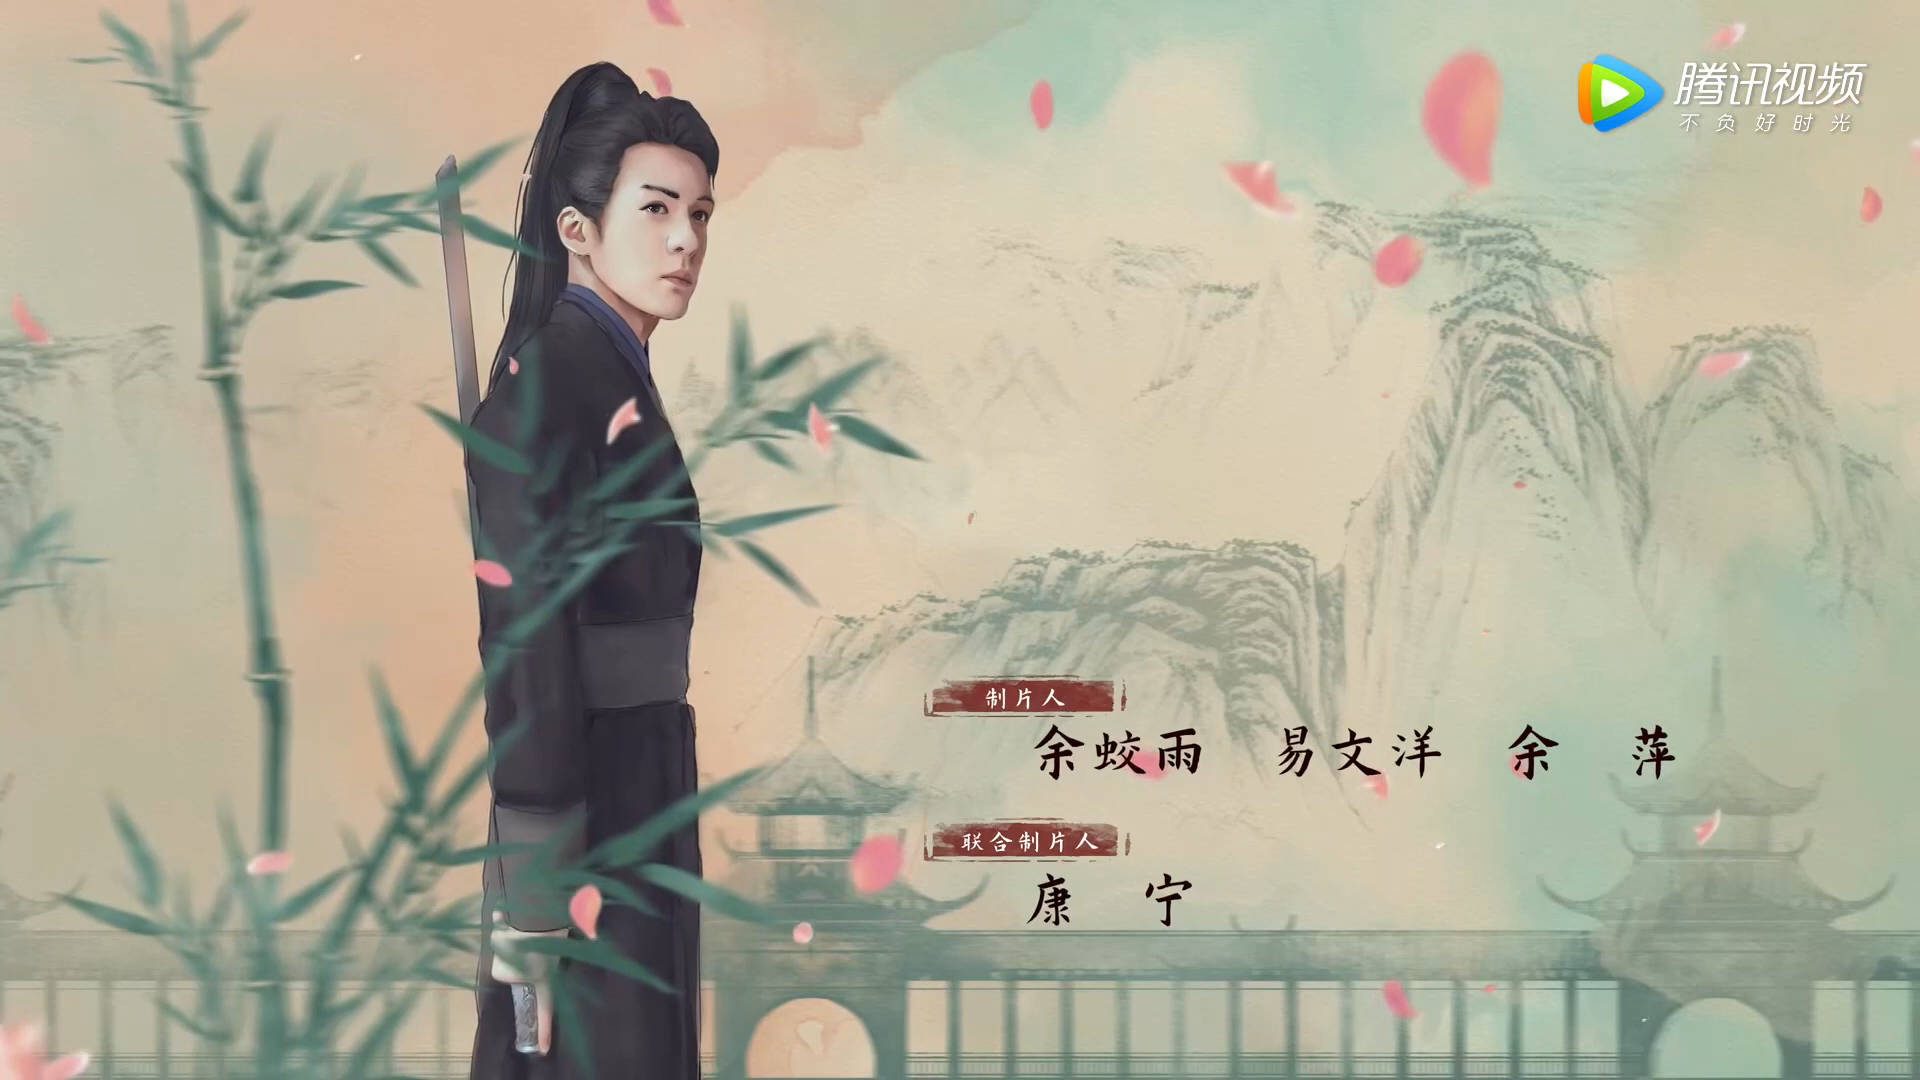 腾讯视频
不负好时光
制片人
余蛟雨 易文洋 余 萍
联合制片人
康 宁